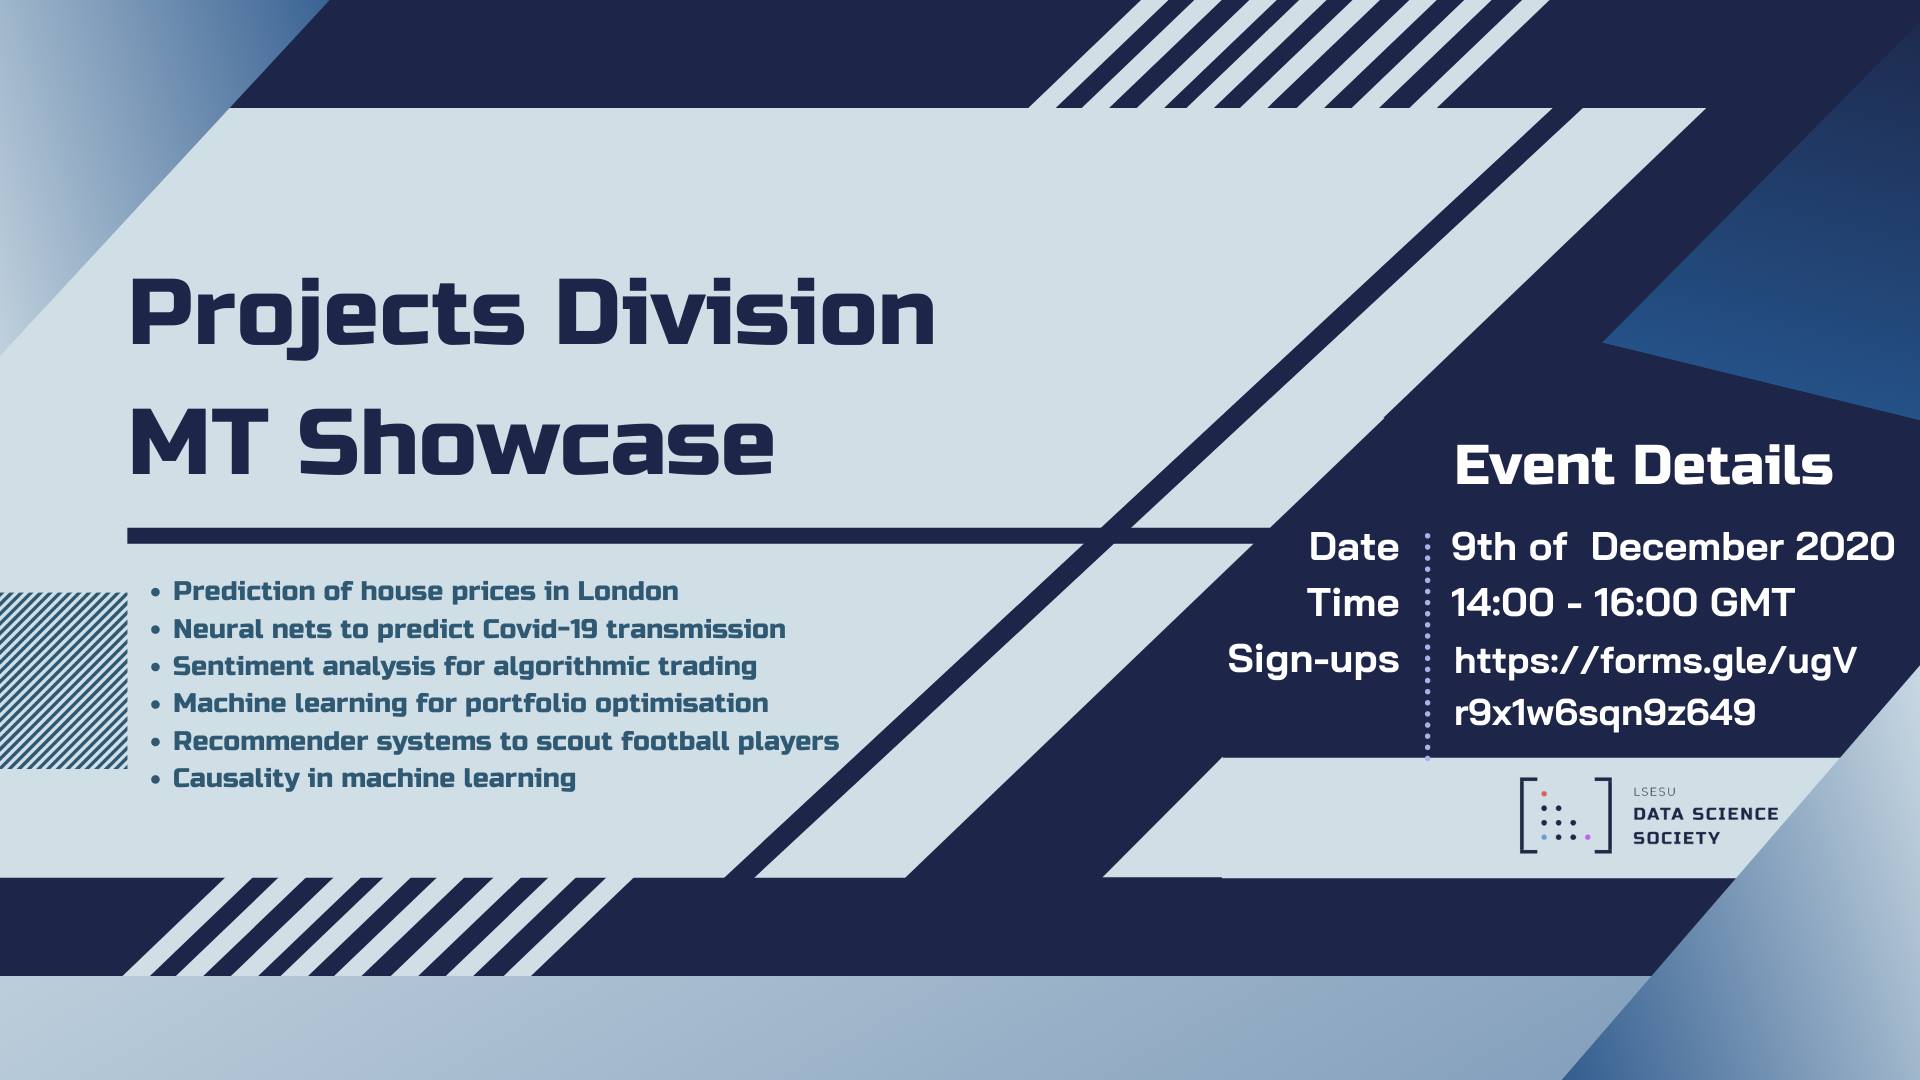 Projects Division
MT Showcase
• Prediction of house prices in London
• Neural nets to predict Covid-19 transmission
• Sentiment analysis for algorithmic trading
• Machine learning for portfolio optimisation
• Recommender systems to scout football players
• Causality in machine learning
Event Details
Date 9th of December 2020
Time 14:00 - 16:00 GMT
Sign-ups https://forms.gle/ugV
r9x1w6sqn9z649
LSESU
DATA SCIENCE
SOCIETY